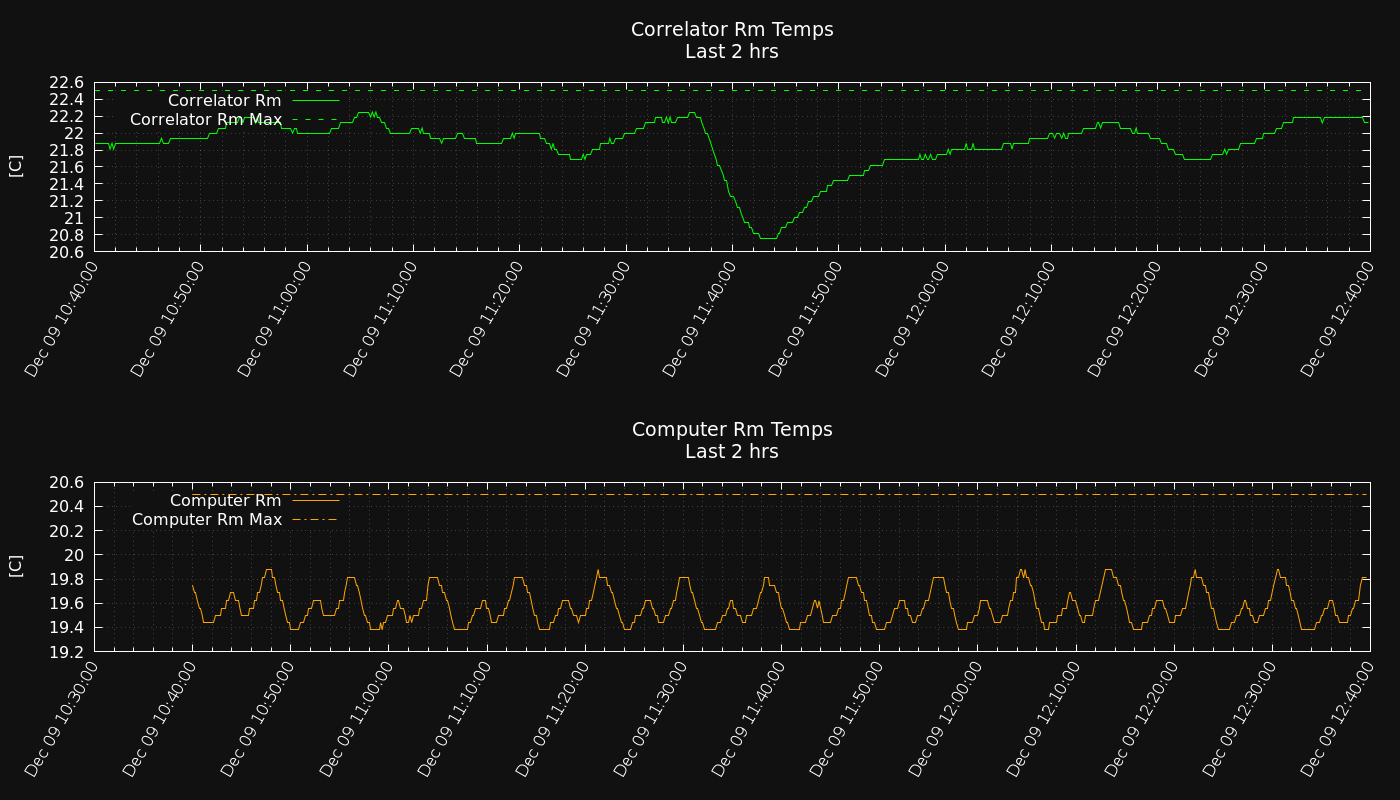 Correlator Rm Temps
Last 2 hrs
22.6
22.4
22.2
22
21.8
21.6
21.4
21.2
21
20.8
20.6
[C]
Correlator Rm
Correlator Rm Max
Dec 09 10:40:00
Dec 09 10:50:00
Dec 09 11:00:00
Dec 09 11:10:00
Dec 09 11:20:00
Dec 09 11:30:00
Dec 09 11:40:00
Dec 09 11:50:00
Dec 09 12:00:00
Dec 09 12:10:00
Dec 09 12:20:00
Dec 09 12:30:00
Dec 09 12:40:00
Computer Rm Temps
Last 2 hrs
20.6
20.4
20.2
20
19.8
19.6
19.4
19.2
[C]
Computer Rm
Computer Rm Max
Dec 09 10:30:00
Dec 09 10:40:00
Dec 09 10:50:00
Dec 09 11:00:00
Dec 09 11:10:00
Dec 09 11:20:00
Dec 09 11:30:00
Dec 09 11:40:00
Dec 09 11:50:00
Dec 09 12:00:00
Dec 09 12:10:00
Dec 09 12:20:00
Dec 09 12:30:00
Dec 09 12:40:00